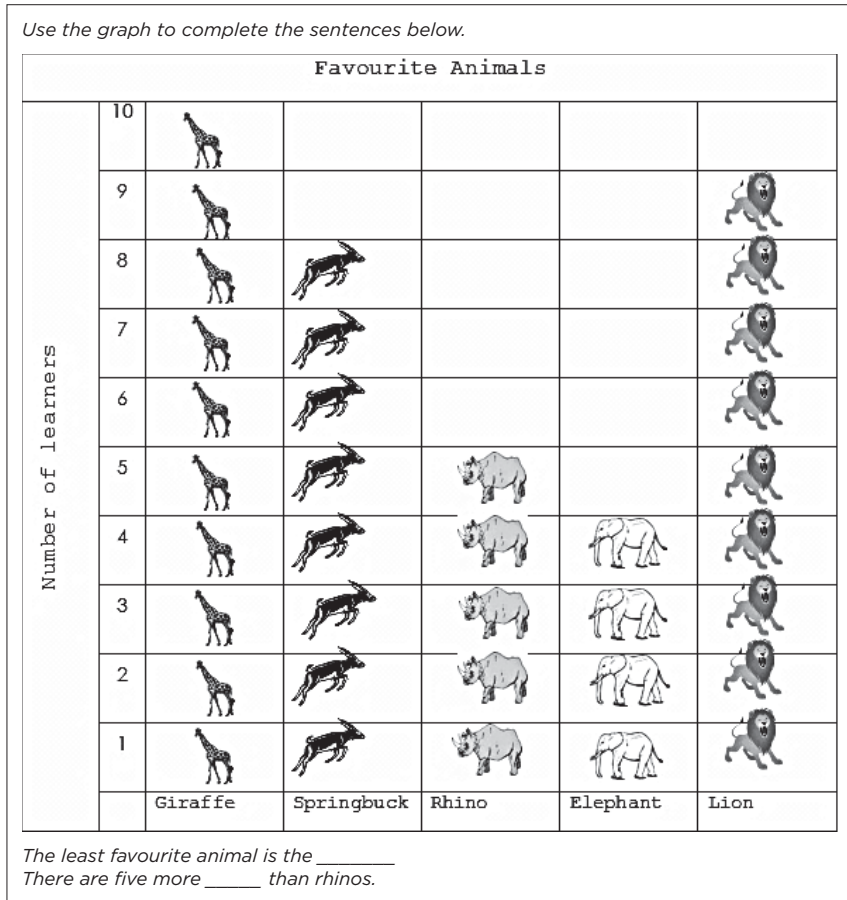 Use the graph to complete the sentences below.
Favourite Animals
10
9
8
7
6
5
4
3
2
1
Number of learners
Giraffe Springbuck Rhino Elephant Lion
The least favourite animal is the _______
There are five more _____ than rhinos.